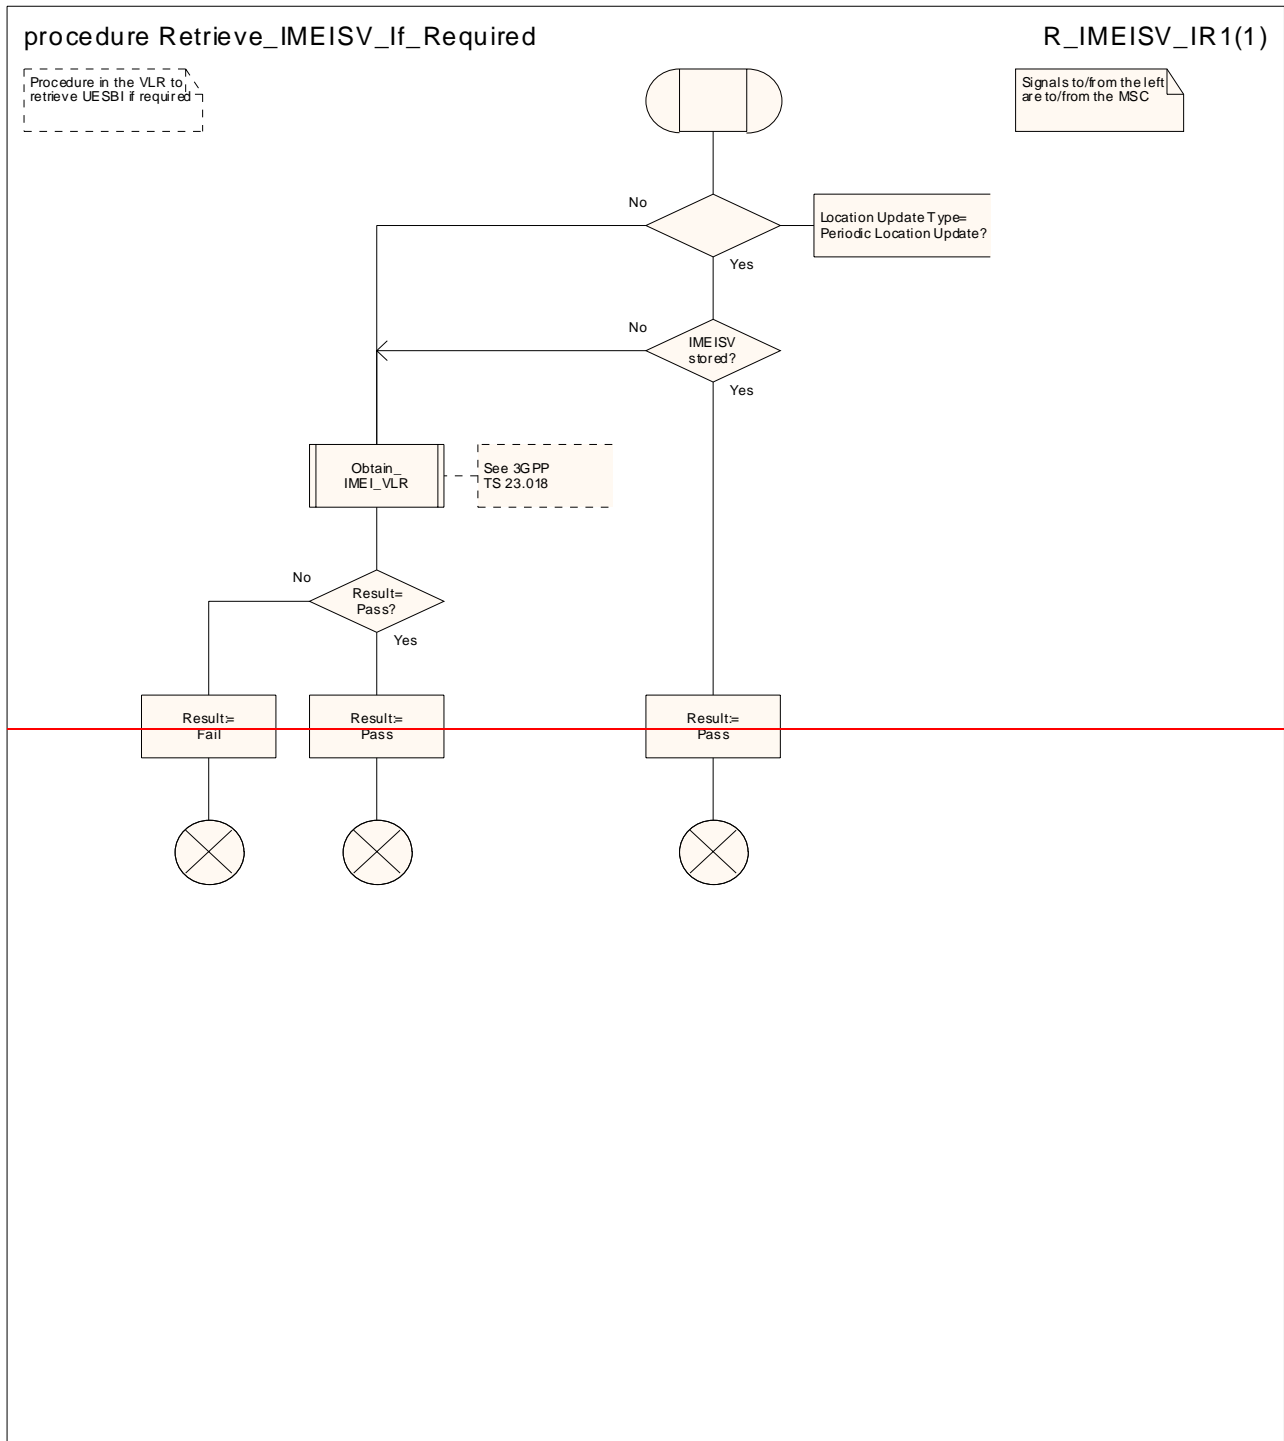 procedure Retrieve_IMEISV_If_Required
R_IMEISV_IR1(1)
Procedure in the VLR to
retrieve UESBI if required
Signals to/from the left
are to/from the MSC
No
Location Update Type=
Periodic Location Update?
Yes
No
IMEISV
stored?
Yes
Obtain_
IMEI_VLR
See 3GPP
TS 23.018
No
Result=
Pass?
Yes
Result:=
Fail
Result:=
Pass
Result:=
Pass